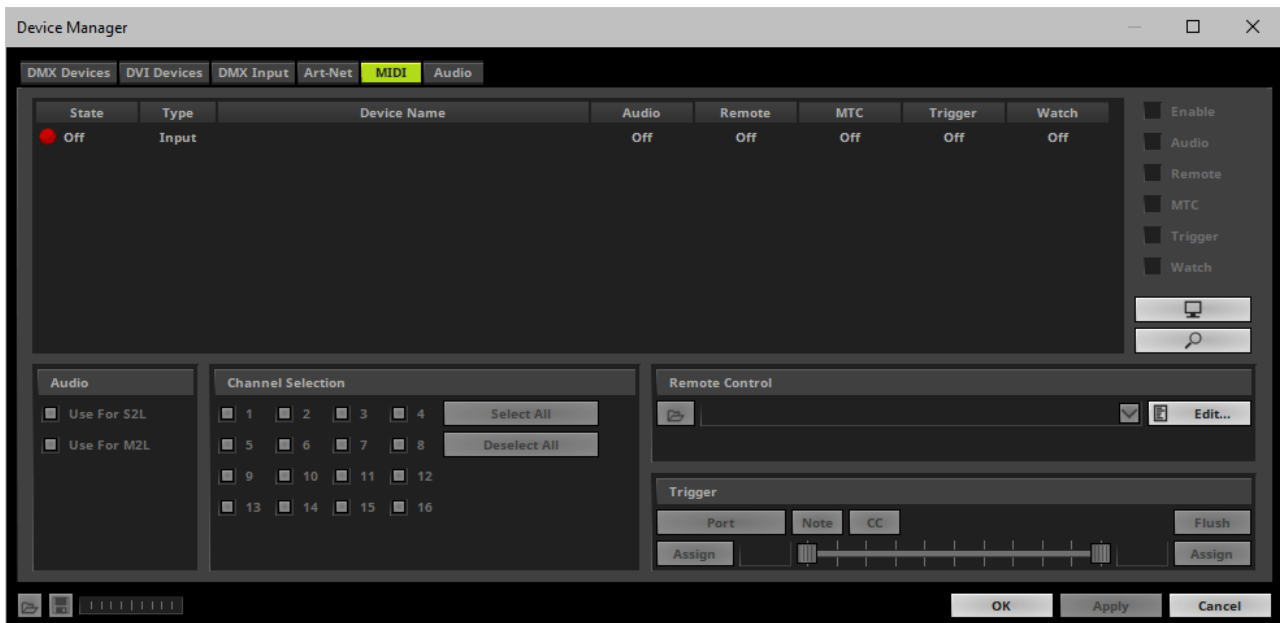 Device Manager
DMX Devices DVI Devices DMX Input Art-Net MIDI Audio
State Type Device Name Audio Remote MTC Trigger Watch
Off Input Off Off Off Off Off
Enable
Audio
Remote
MTC
Trigger
Watch
Audio
Use For S2L
Use For M2L
Channel Selection
1 2 3 4 Select All
5 6 7 8 Deselect All
9 10 11 12
13 14 15 16
Remote Control
Edit...
Trigger
Port Note CC Flush
Assign Assign
OK Apply Cancel